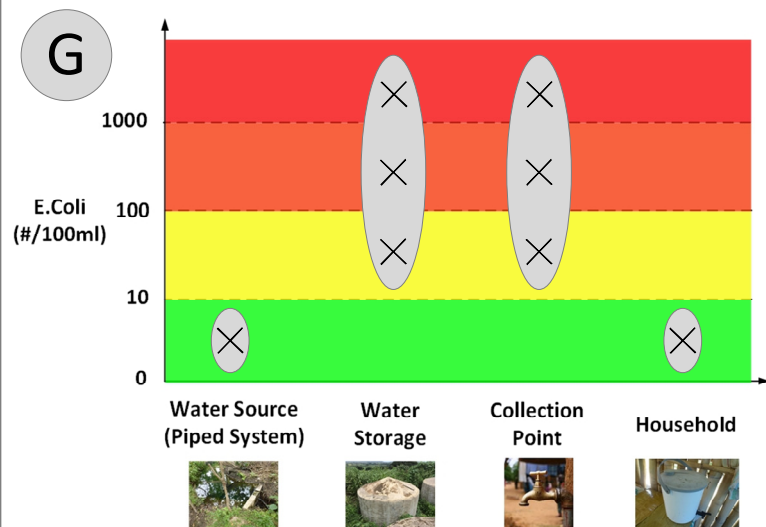 G
1000
100
10
0
E.Coli
(#/100ml)
Water Source
(Piped System)
Water
Storage
Collection
Point
Household